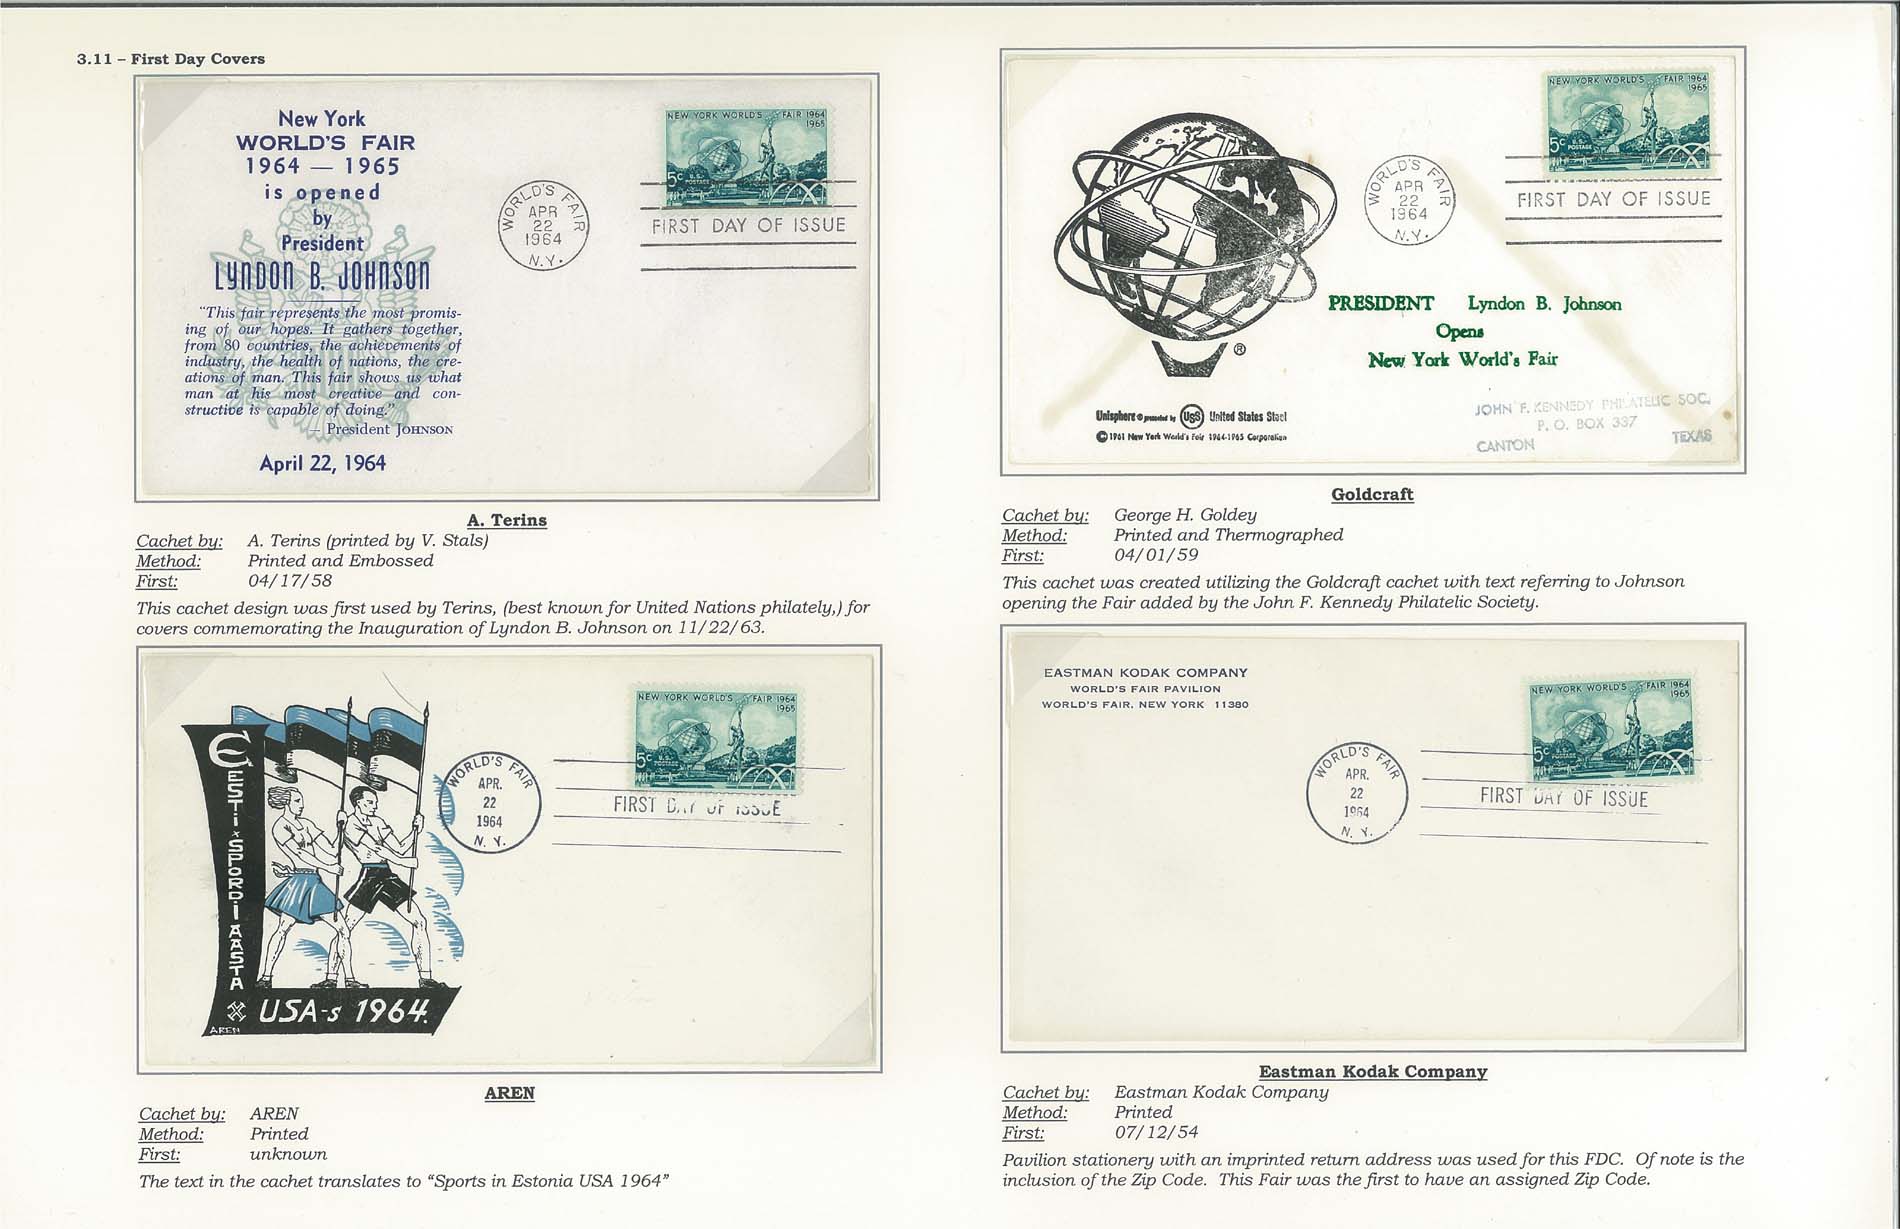 3.11 – First Day Covers
New York
WORLD'S FAIR
1964 — 1965
is opened
by
President
LYNDON B. JOHNSON
"This fair represents the most promis-
ing of our hopes. It gathers together,
from 80 countries, the achievements of
industry, the health of nations, the cre-
ations of man. This fair shows us what
man at his most creative and con-
structive is capable of doing."
— President JOHNSON
April 22, 1964
WORLD'S FAIR
APR
22
1964
N.Y.
NEW YORK WORLD'S FAIR 1964
1965
5c U.S.
POSTAGE
FIRST DAY OF ISSUE
A. Terins
Cachet by: A. Terins (printed by V. Stals)
Method: Printed and Embossed
First: 04/17/58
This cachet design was first used by Terins, (best known for United Nations philately,) for
covers commemorating the Inauguration of Lyndon B. Johnson on 11/22/63.
EESTI x SPORDIAASTA
USA-s 1964.
AREN
WORLD'S FAIR
APR.
22
1964
N. Y.
NEW YORK WORLD'S FAIR 1964
1965
5c U.S.
POSTAGE
FIRST DAY OF ISSUE
AREN
Cachet by: AREN
Method: Printed
First: unknown
The text in the cachet translates to "Sports in Estonia USA 1964"
®
Unisphere ® presented by USS United States Steel
© 1961 New York World's Fair 1964-1965 Corporation
WORLD'S FAIR
APR
22
1964
N.Y.
NEW YORK WORLD'S FAIR 1964
1965
5c U.S.
POSTAGE
FIRST DAY OF ISSUE
PRESIDENT Lyndon B. Johnson
Opens
New York World's Fair
JOHN F. KENNEDY PHILATELIC SOC.
P. O. BOX 337
CANTON TEXAS
Goldcraft
Cachet by: George H. Goldey
Method: Printed and Thermographed
First: 04/01/59
This cachet was created utilizing the Goldcraft cachet with text referring to Johnson
opening the Fair added by the John F. Kennedy Philatelic Society.
EASTMAN KODAK COMPANY
WORLD'S FAIR PAVILION
WORLD'S FAIR, NEW YORK 11380
WORLD'S FAIR
APR.
22
1964
N. Y.
NEW YORK WORLD'S FAIR 1964
1965
5c U.S.
POSTAGE
FIRST DAY OF ISSUE
Eastman Kodak Company
Cachet by: Eastman Kodak Company
Method: Printed
First: 07/12/54
Pavilion stationery with an imprinted return address was used for this FDC. Of note is the
inclusion of the Zip Code. This Fair was the first to have an assigned Zip Code.